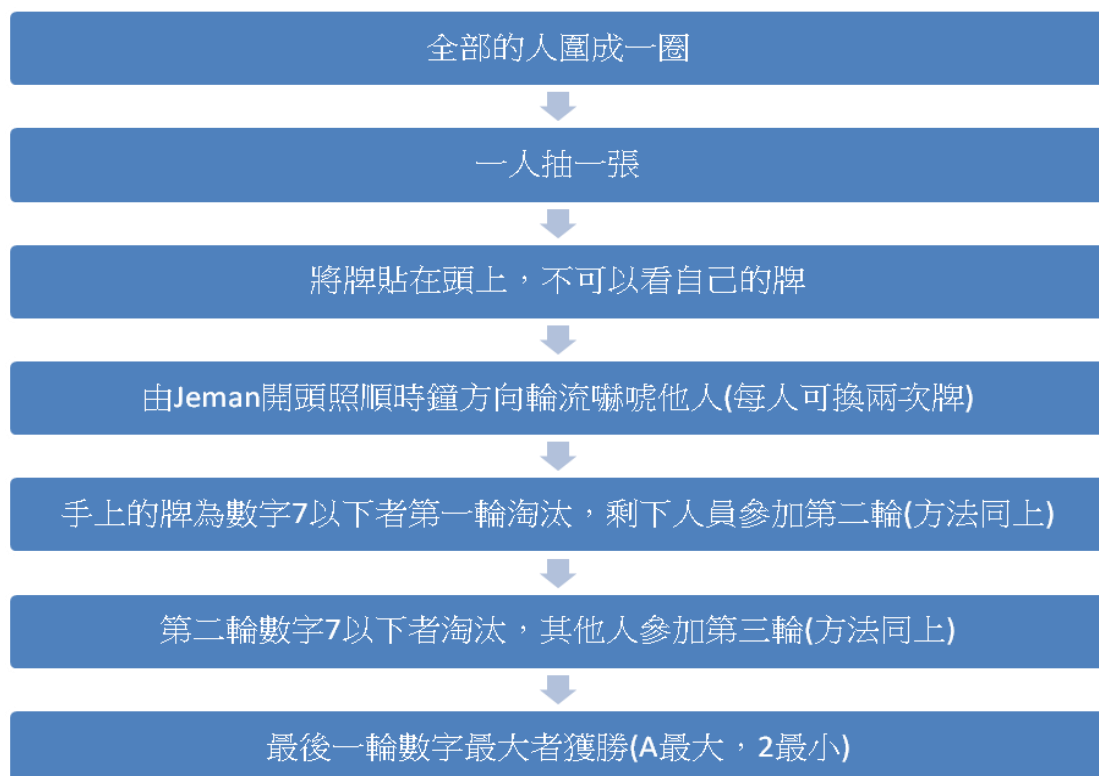 全部的人圍成一圈
一人抽一張
將牌貼在頭上，不可以看自己的牌
由Jeman開頭照順時鐘方向輪流嚇唬他人(每人可換兩次牌)
手上的牌為數字7以下者第一輪淘汰，剩下人員參加第二輪(方法同上)
第二輪數字7以下者淘汰，其他人參加第三輪(方法同上)
最後一輪數字最大者獲勝(A最大，2最小)